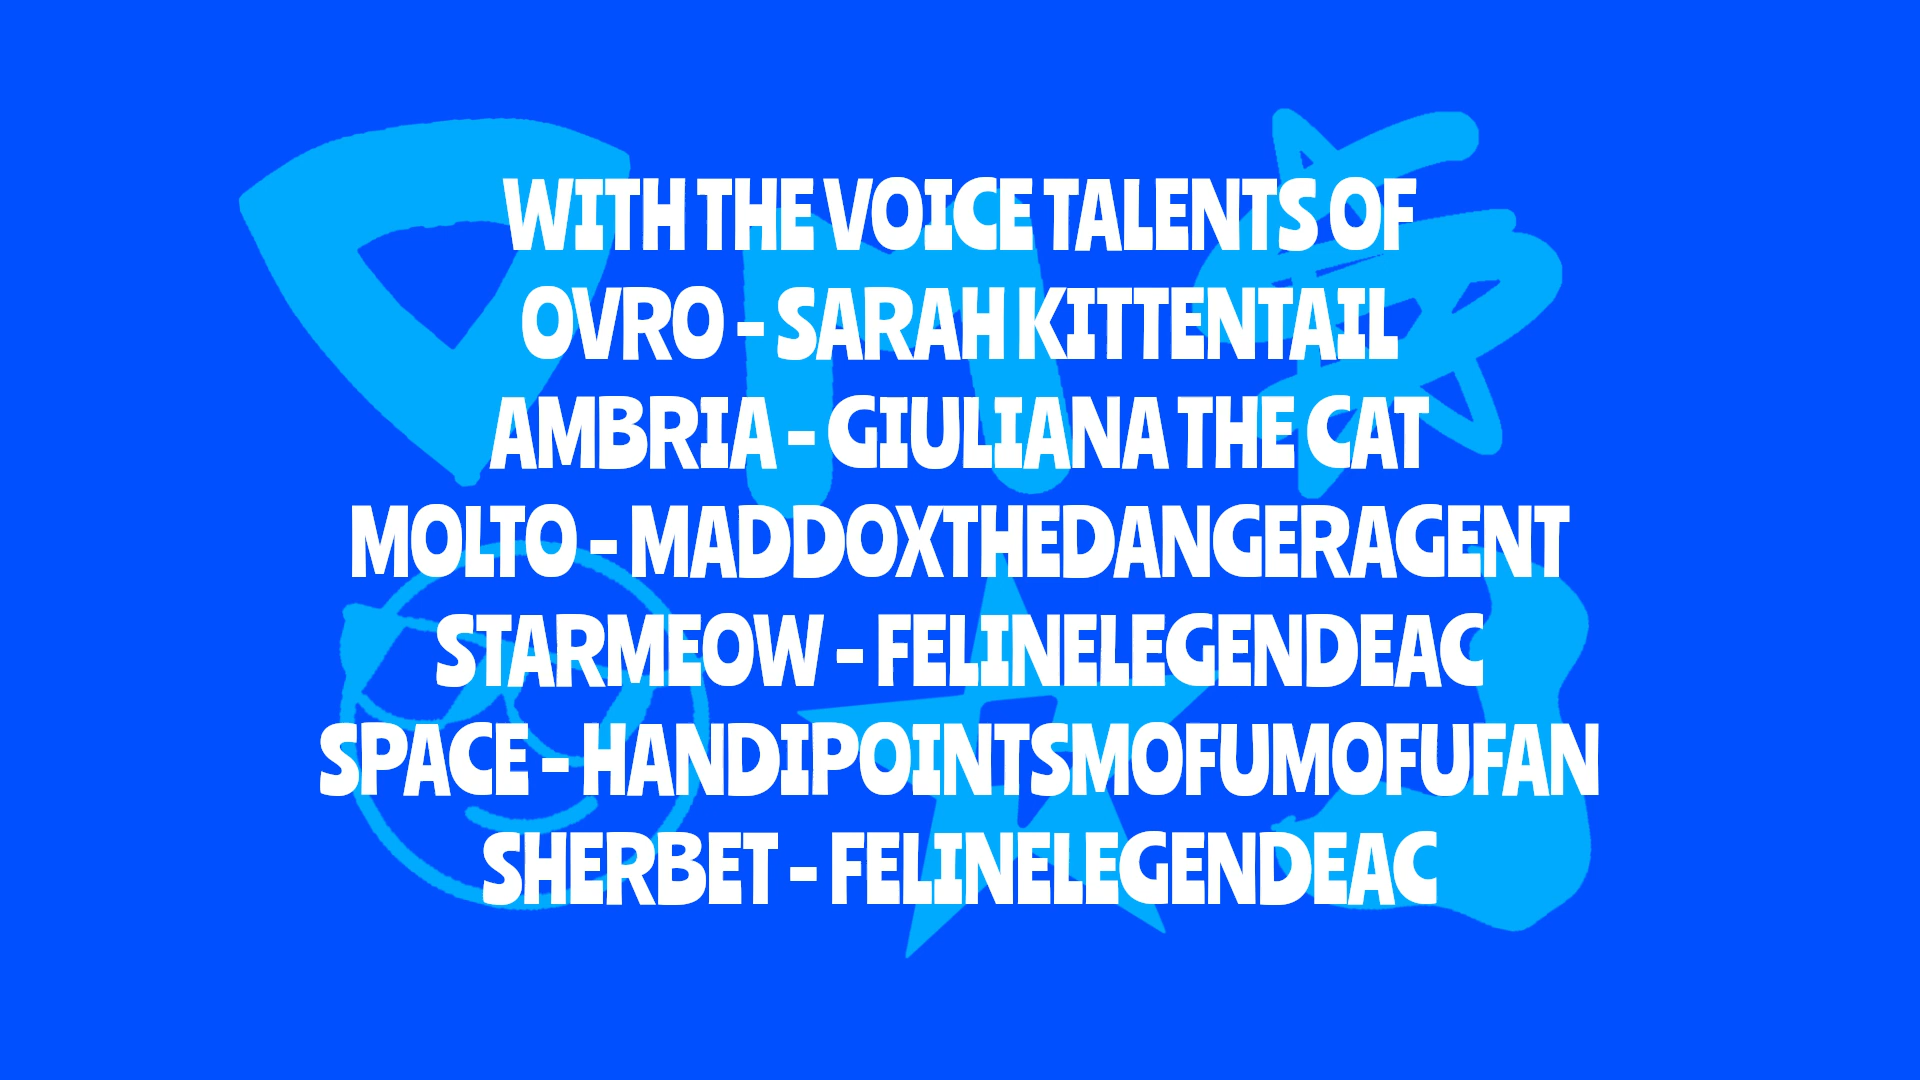 WITH THE VOICE TALENTS OF
OVRO - SARAH KITTENTAIL
AMBRIA - GIULIANA THE CAT
MOLTO - MADDOXTHEDANGERAGENT
STARMEOW - FELINELEGENDEAC
SPACE - HANDIPOINTSMOFUMOFUFAN
SHERBET - FELINELEGENDEAC